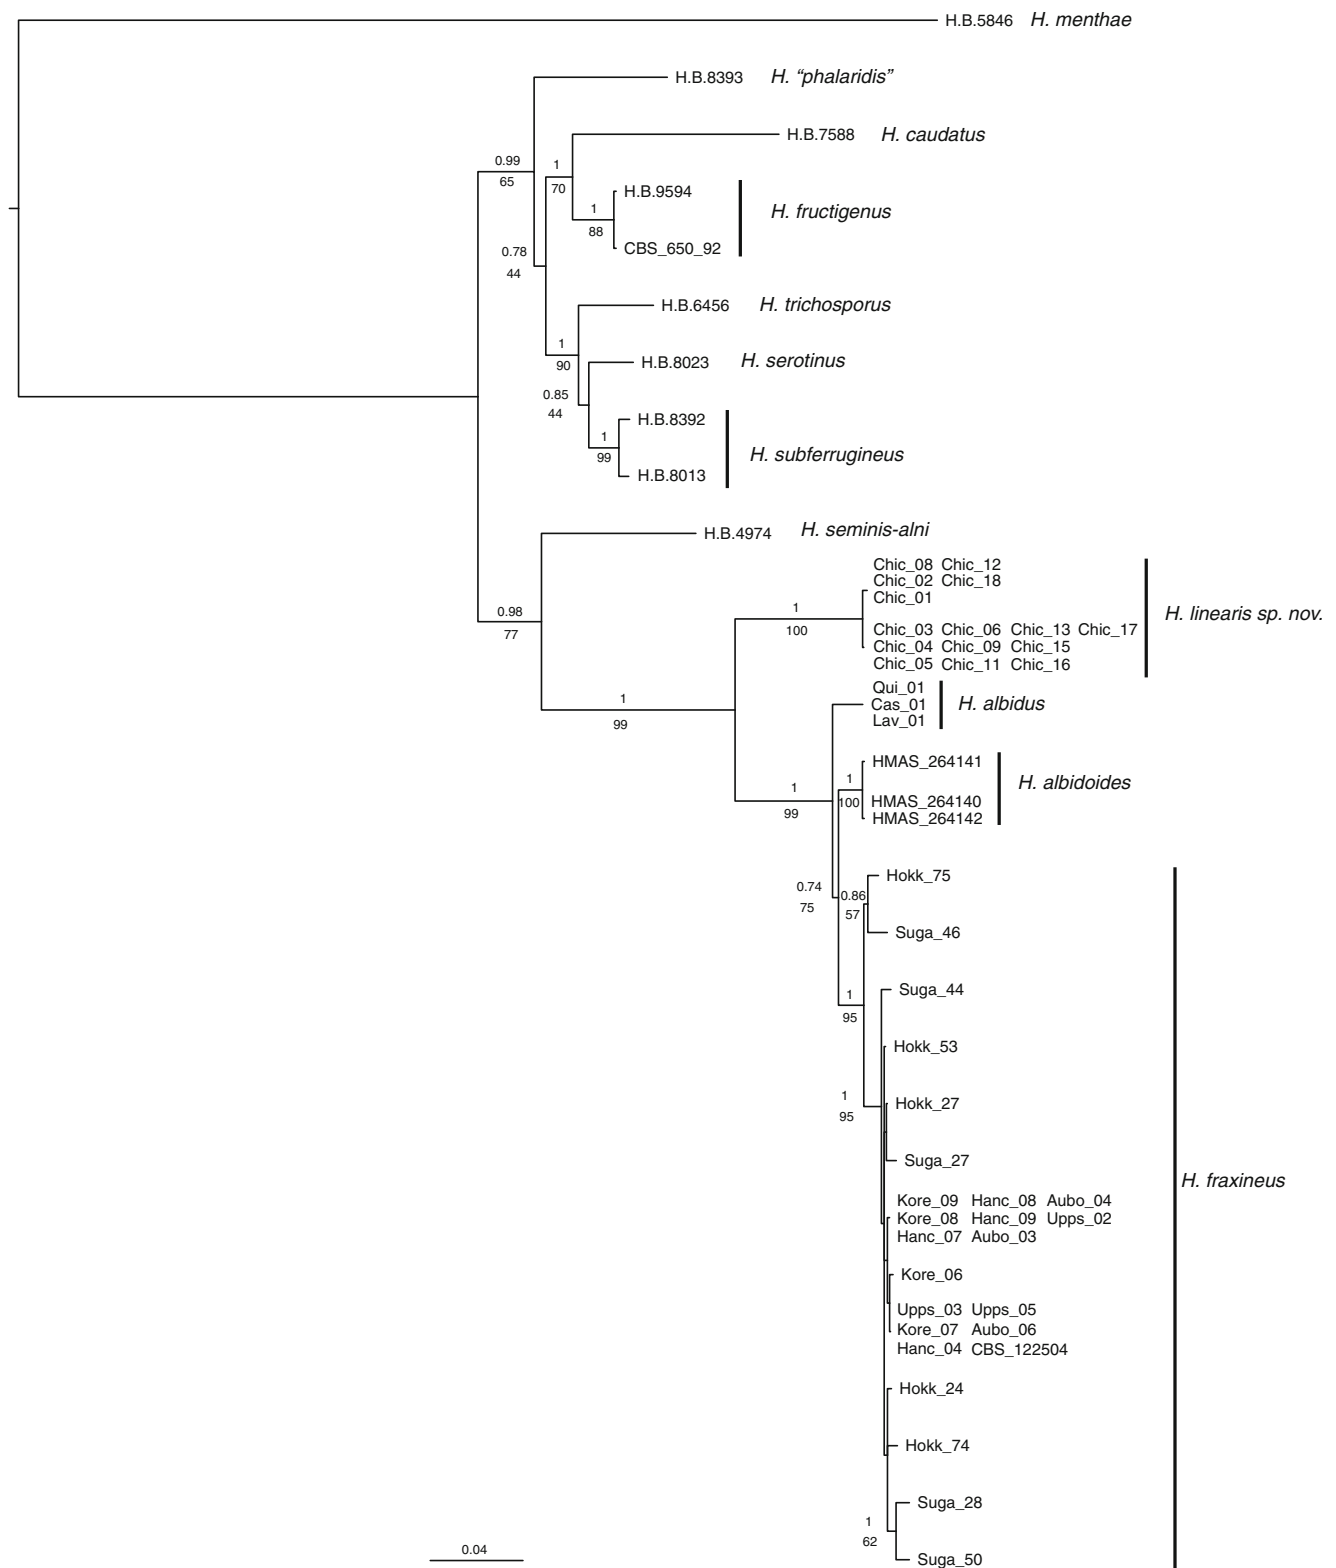 H.B.5846 H. menthae
H.B.8393 H. “phalaridis”
H.B.7588 H. caudatus
0.99
65
1
70
H.B.9594
1
88
H. fructigenus
CBS_650_92
0.78
44
H.B.6456 H. trichosporus
1
90
H.B.8023 H. serotinus
0.85
44
H.B.8392
1
99
H. subferrugineus
H.B.8013
H.B.4974 H. seminis-alni
Chic_08 Chic_12
Chic_02 Chic_18
Chic_01
0.98
77
1
100
H. linearis sp. nov.
Chic_03 Chic_06 Chic_13 Chic_17
Chic_04 Chic_09 Chic_15
Chic_05 Chic_11 Chic_16
1
99
Qui_01
Cas_01 H. albidus
Lav_01
HMAS_264141
1
100
H. albidoides
1
99
HMAS_264140
HMAS_264142
Hokk_75
0.74
75
0.86
57
Suga_46
Suga_44
1
95
Hokk_53
1
95
Hokk_27
Suga_27
H. fraxineus
Kore_09 Hanc_08 Aubo_04
Kore_08 Hanc_09 Upps_02
Hanc_07 Aubo_03
Kore_06
Upps_03 Upps_05
Kore_07 Aubo_06
Hanc_04 CBS_122504
Hokk_24
Hokk_74
Suga_28
1
62
Suga_50
0.04